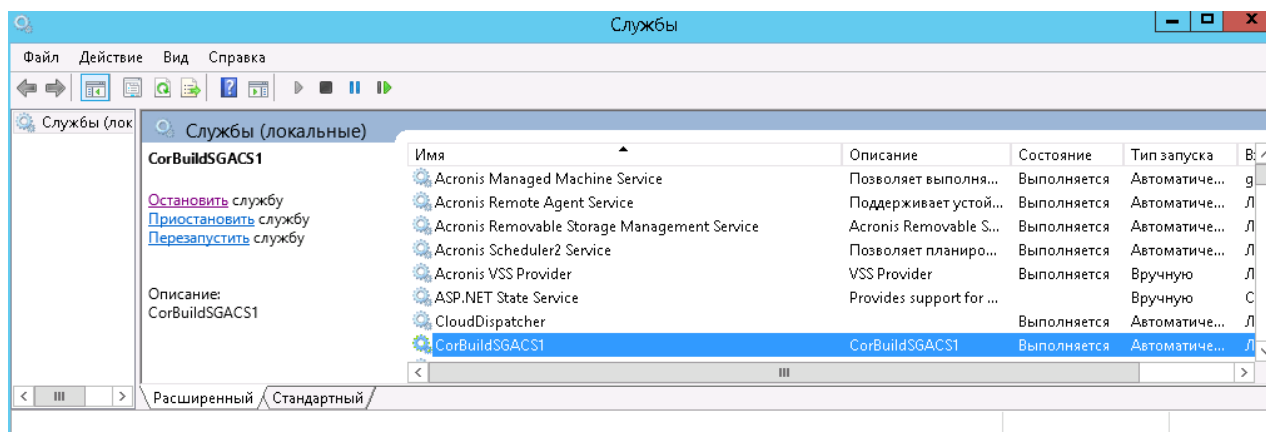 Службы
Файл Действие Вид Справка
Службы (лок
Службы (локальные)
CorBuildSGACS1
Остановить службу
Приостановить службу
Перезапустить службу
Описание:
CorBuildSGACS1
Имя Описание Состояние Тип запуска
Acronis Managed Machine Service Позволяет выполня... Выполняется Автоматиче...
Acronis Remote Agent Service Поддерживает устой... Выполняется Автоматиче...
Acronis Removable Storage Management Service Acronis Removable S... Выполняется Автоматиче...
Acronis Scheduler2 Service Позволяет планиро... Выполняется Автоматиче...
Acronis VSS Provider VSS Provider Выполняется Вручную
ASP.NET State Service Provides support for ... Вручную
CloudDispatcher Выполняется Автоматиче...
CorBuildSGACS1 CorBuildSGACS1 Выполняется Автоматиче...
Расширенный Стандартный